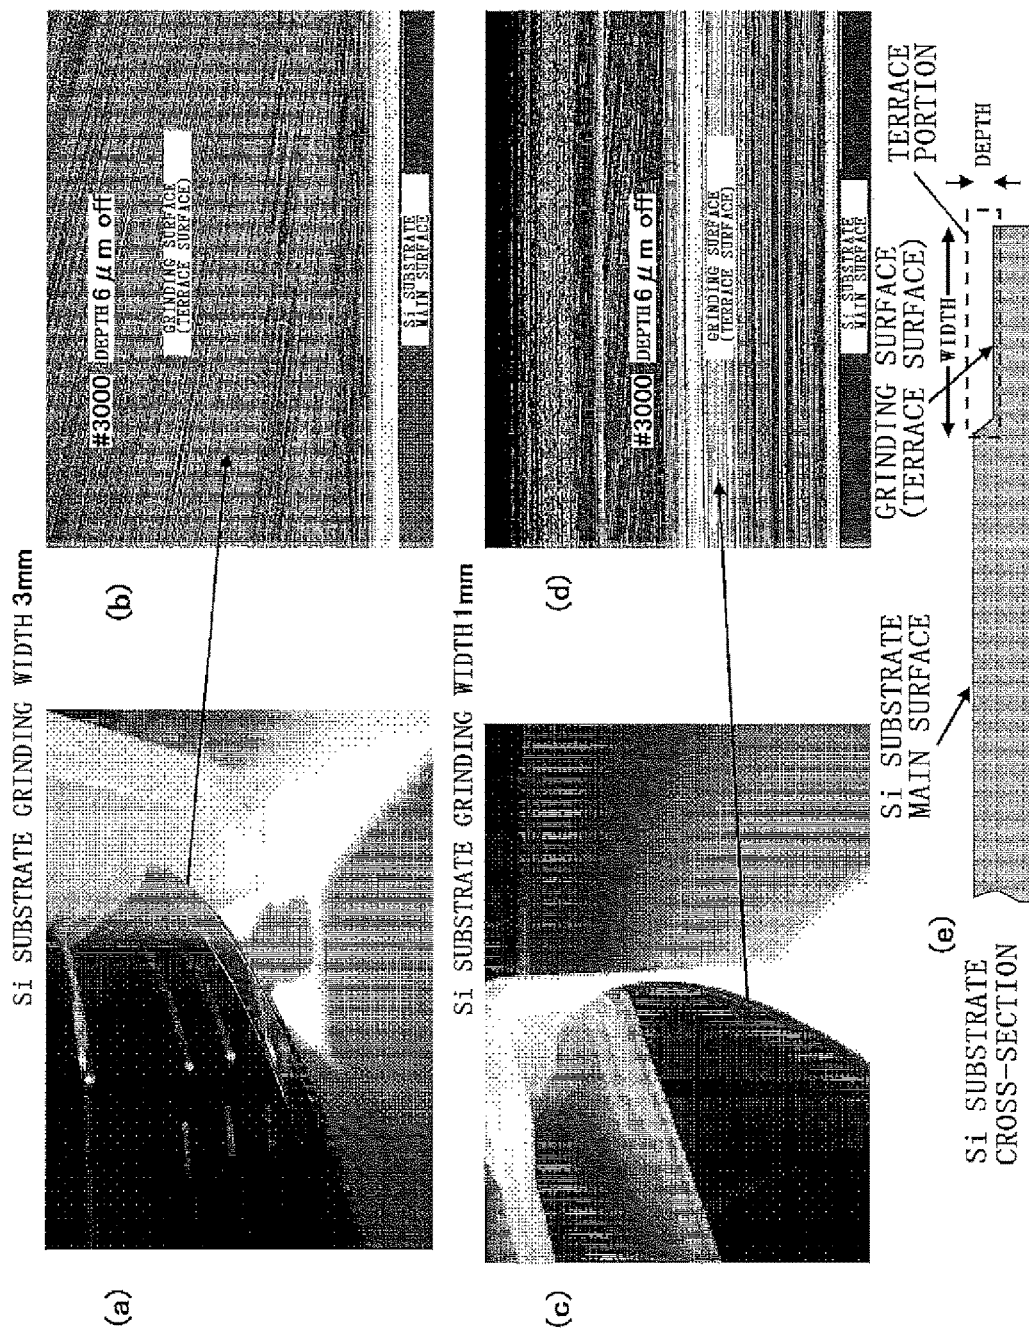 Si SUBSTRATE GRINDING WIDTH 3mm
(a)
(b)
#3000 DEPTH 6 μm off
GRINDING SURFACE
(TERRACE SURFACE)
Si SUBSTRATE
MAIN SURFACE
Si SUBSTRATE GRINDING WIDTH 1mm
(c)
(d)
#3000 DEPTH 6 μm off
GRINDING SURFACE
(TERRACE SURFACE)
Si SUBSTRATE
MAIN SURFACE
(e)
Si SUBSTRATE
CROSS-SECTION
Si SUBSTRATE
MAIN SURFACE
GRINDING SURFACE
(TERRACE SURFACE)
WIDTH
TERRACE
PORTION
DEPTH